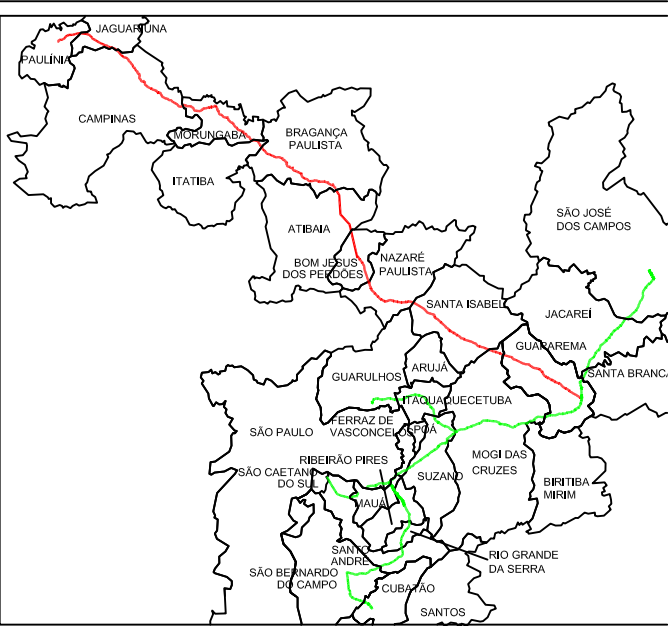 JAGUARIUNA
PAULÍNIA
CAMPINAS
MORUNGABA
BRAGANÇA
PAULISTA
ITATIBA
SÃO JOSÉ
DOS CAMPOS
ATIBAIA
BOM JESUS
DOS PERDÕES
NAZARÉ
PAULISTA
SANTA ISABEL
JACAREÍ
GUARAREMA
SANTA BRANCA
ARUJÁ
GUARULHOS
ITAQUAQUECETUBA
FERRAZ DE
VASCONCELOS
POÁ
SÃO PAULO
MOGI DAS
CRUZES
RIBEIRÃO PIRES
SÃO CAETANO
DO SUL
SUZANO
BIRITIBA
MIRIM
MAUÁ
SANTO
ANDRÉ
RIO GRANDE
DA SERRA
SÃO BERNARDO
DO CAMPO
CUBATÃO
SANTOS